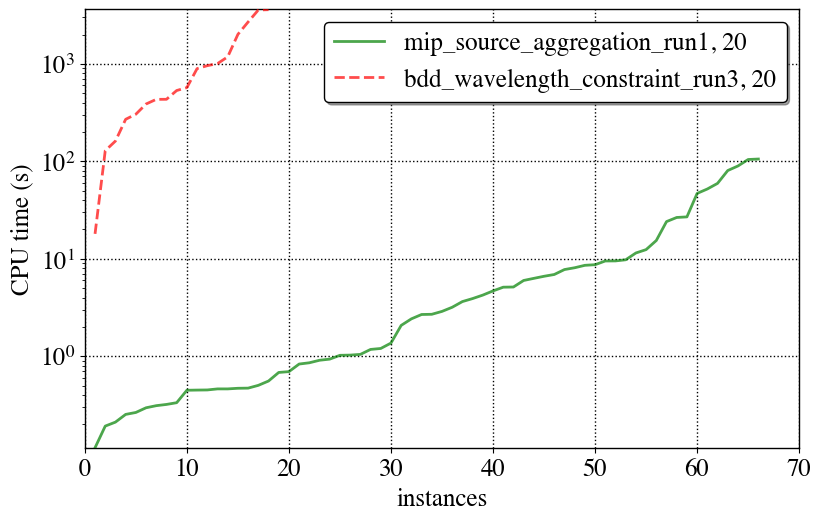 mip_source_aggregation_run1, 20
bdd_wavelength_constraint_run3, 20
CPU time (s)
10³
10²
10¹
10⁰
0 10 20 30 40 50 60 70
instances